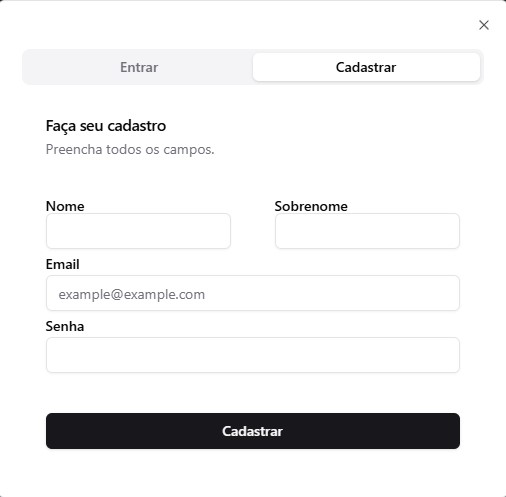 Entrar Cadastrar
Faça seu cadastro
Preencha todos os campos.
Nome Sobrenome
Email
example@example.com
Senha
Cadastrar